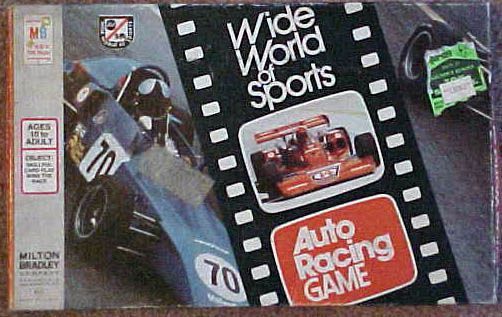 MB
Wide
World
of
Sports
AGES
10 to
ADULT
OBJECT:
SKILLFUL
CARD PLAY
WINS THE
RACE
70
70
Auto
Racing
GAME
MILTON
BRADLEY
COMPANY